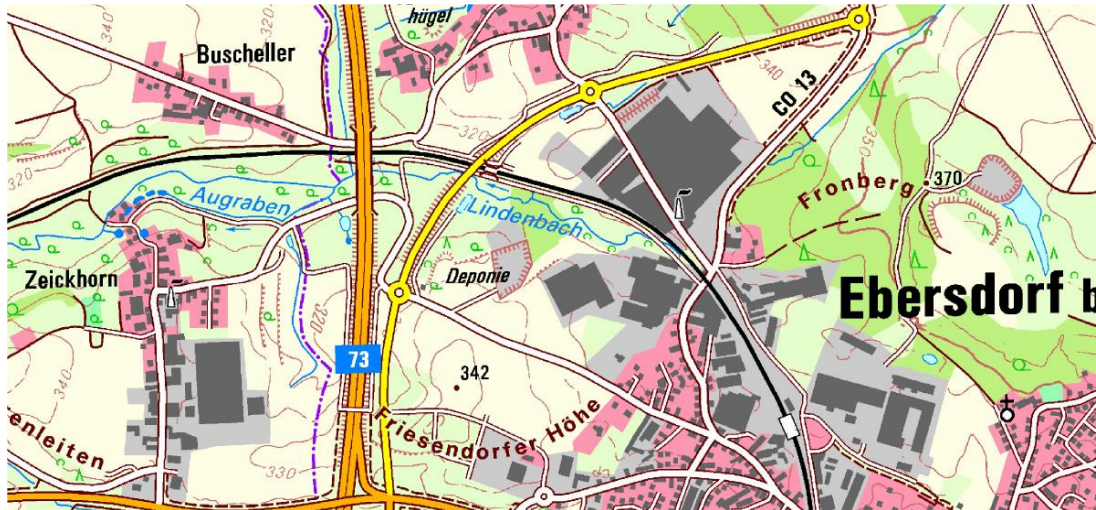 340
320
hügel
Buscheller
340
CO 13
320
350
320
Augraben
Lindenbach
Fronberg
370
Zeickhorn
Deponie
Ebersdorf b
320
73
340
342
Friesendorfer Höhe
enleiten
330